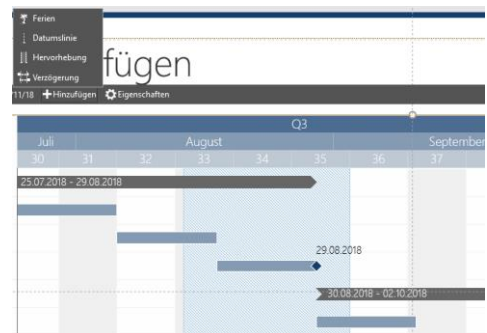 Ferien
Datumslinie
Hervorhebung
Verzögerung
fügen
11/18 Hinzufügen Eigenschaften
Q3
Juli August September
30 31 32 33 34 35 36 37
25.07.2018 - 29.08.2018
29.08.2018
30.08.2018 - 02.10.2018